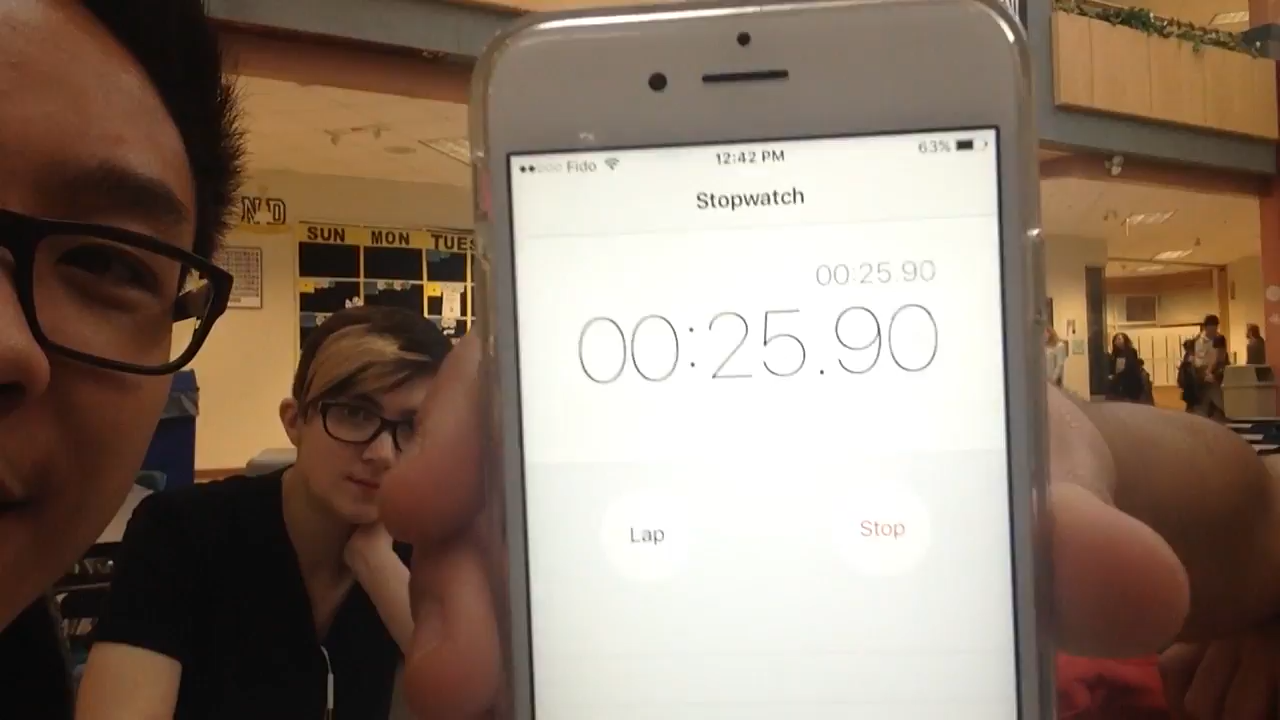 Fido 12:42 PM 63%
Stopwatch
00:25.90
00:25.90
Lap Stop
ND
SUN MON TUES